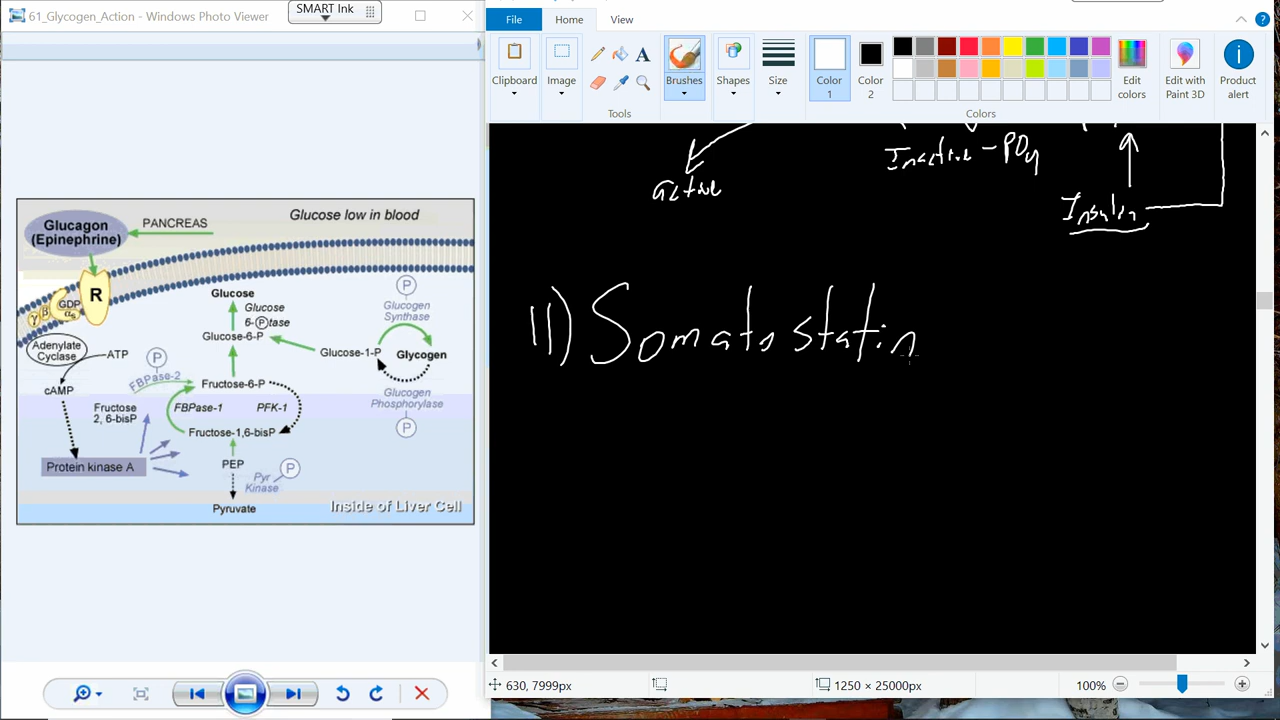 61_Glycogen_Action - Windows Photo Viewer
SMART Ink
File
Home
View
Clipboard
Image
Tools
Brushes
Shapes
Size
Color 1
Color 2
Colors
Edit colors
Edit with Paint 3D
Product alert
Glucagon
(Epinephrine)
PANCREAS
Glucose low in blood
R
GDP
γ β α
Adenylate
Cyclase
ATP
cAMP
P
FBPase-2
Fructose
2, 6-bisP
Protein kinase A
Glucose
Glucose
6-Ptase
Glucose-6-P
Glucose-1-P
P
Glucogen
Synthase
Glycogen
Glucogen
Phosphorylase
P
Fructose-6-P
FBPase-1
PFK-1
Fructose-1,6-bisP
PEP
Pyr
Kinase
P
Pyruvate
Inside of Liver Cell
active
Inactive - PO4
Insulin
11) Somatostatin
630, 7999px
1250 × 25000px
100%